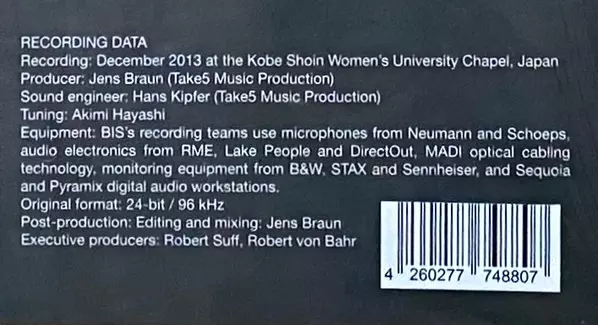 RECORDING DATA
Recording: December 2013 at the Kobe Shoin Women's University Chapel, Japan
Producer: Jens Braun (Take5 Music Production)
Sound engineer: Hans Kipfer (Take5 Music Production)
Tuning: Akimi Hayashi
Equipment: BIS's recording teams use microphones from Neumann and Schoeps,
audio electronics from RME, Lake People and DirectOut, MADI optical cabling
technology, monitoring equipment from B&W, STAX and Sennheiser, and Sequoia
and Pyramix digital audio workstations.
Original format: 24-bit / 96 kHz
Post-production: Editing and mixing: Jens Braun
Executive producers: Robert Suff, Robert von Bahr
4 260277 748807